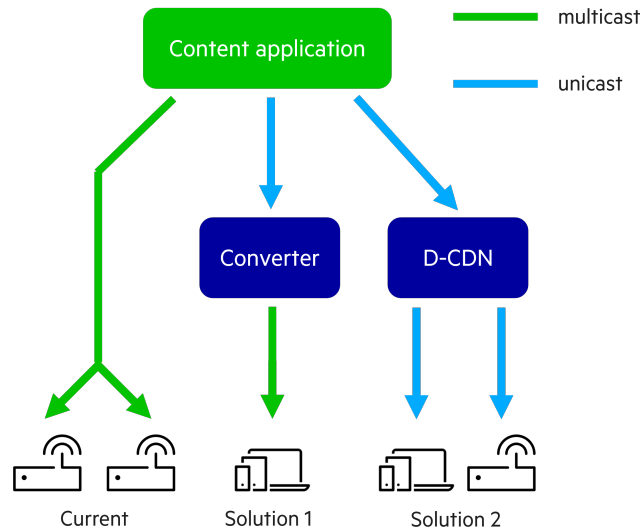 Content application
multicast
unicast
Converter
D-CDN
Current
Solution 1
Solution 2